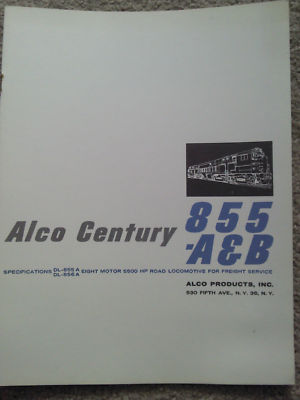 Alco Century 855
-A&B
SPECIFICATIONS DL-855A
DL-856A EIGHT MOTOR 5500 HP ROAD LOCOMOTIVE FOR FREIGHT SERVICE
ALCO PRODUCTS, INC.
530 FIFTH AVE., N. Y. 36, N. Y.